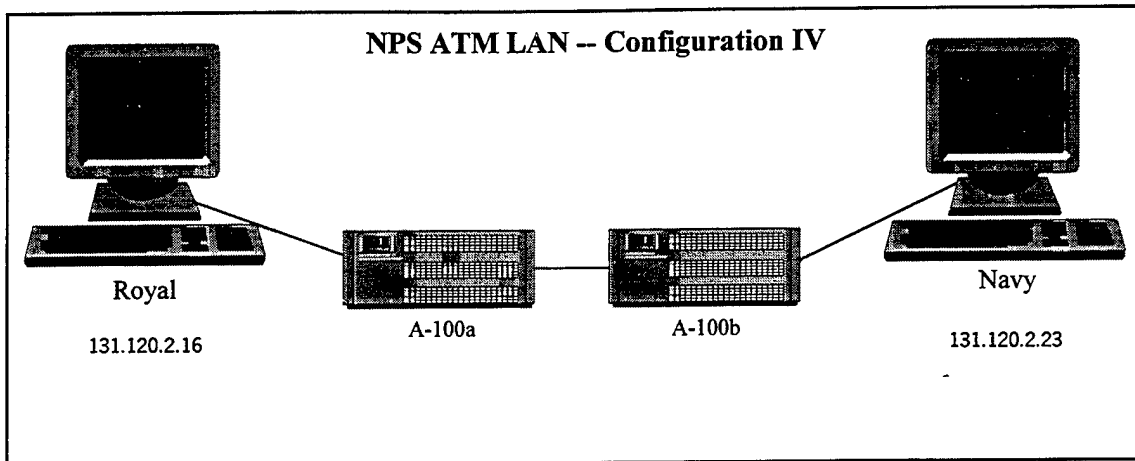 NPS ATM LAN -- Configuration IV
Royal
131.120.2.16
A-100a
A-100b
Navy
131.120.2.23